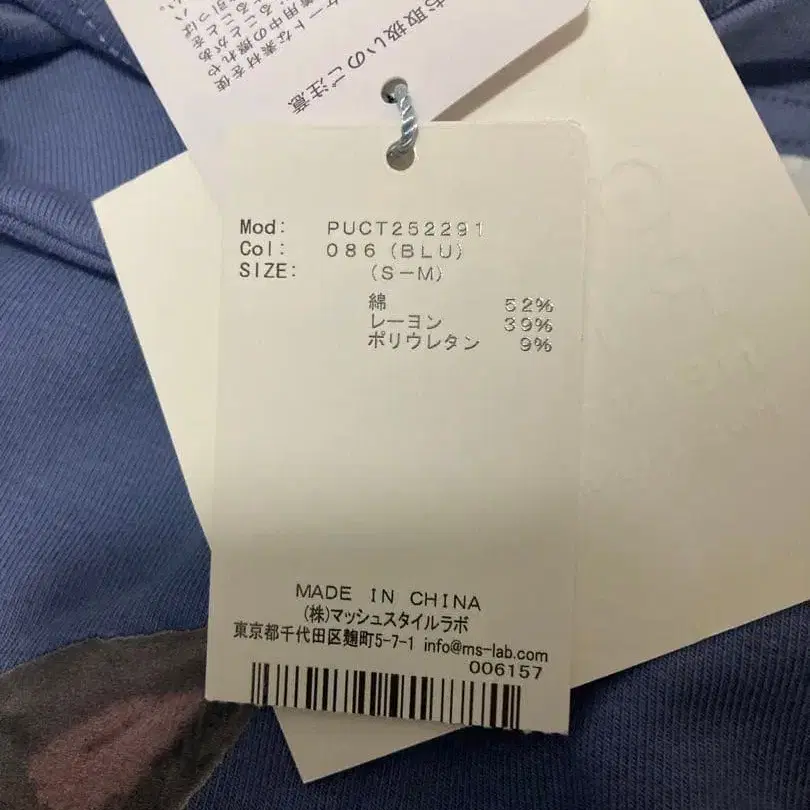 お取扱いのご注意
Mod: PUCT252291
Col: 086(BLU)
SIZE: (S-M)
綿 52%
レーヨン 39%
ポリウレタン 9%
MADE IN CHINA
(株)マッシュスタイルラボ
東京都千代田区麹町5-7-1 info@ms-lab.com
006157